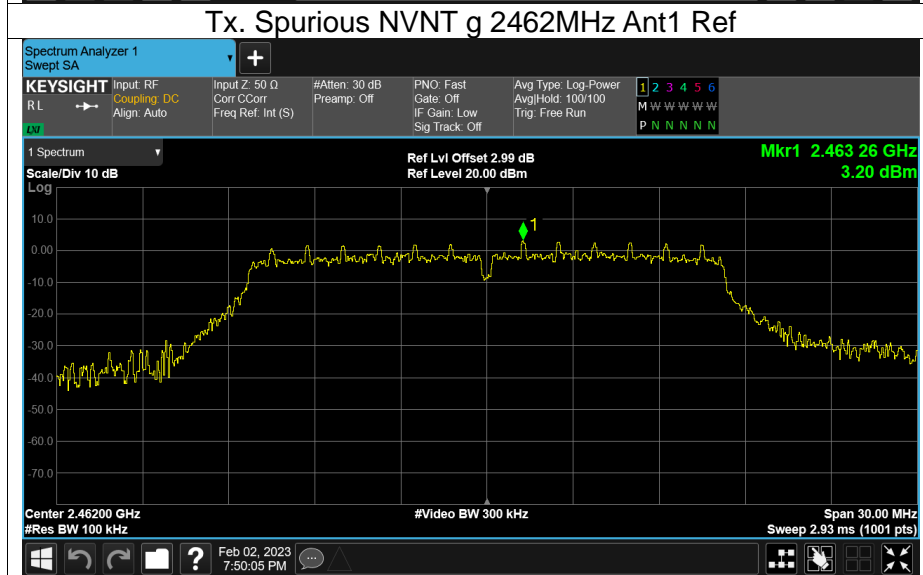 Tx. Spurious NVNT g 2462MHz Ant1 Ref
Spectrum Analyzer 1
Swept SA
+
KEYSIGHT
R L
LXI
Input: RF
Coupling: DC
Align: Auto
Input Z: 50 Ω
Corr CCorr
Freq Ref: Int (S)
#Atten: 30 dB
Preamp: Off
PNO: Fast
Gate: Off
IF Gain: Low
Sig Track: Off
Avg Type: Log-Power
Avg|Hold: 100/100
Trig: Free Run
1 2 3 4 5 6
M W W W W W
P N N N N N
1 Spectrum
Scale/Div 10 dB
Ref Lvl Offset 2.99 dB
Ref Level 20.00 dBm
Mkr1 2.463 26 GHz
3.20 dBm
Log
10.0
0.00
-10.0
-20.0
-30.0
-40.0
-50.0
-60.0
-70.0
1
Center 2.46200 GHz
#Res BW 100 kHz
#Video BW 300 kHz
Span 30.00 MHz
Sweep 2.93 ms (1001 pts)
?
Feb 02, 2023
7:50:05 PM